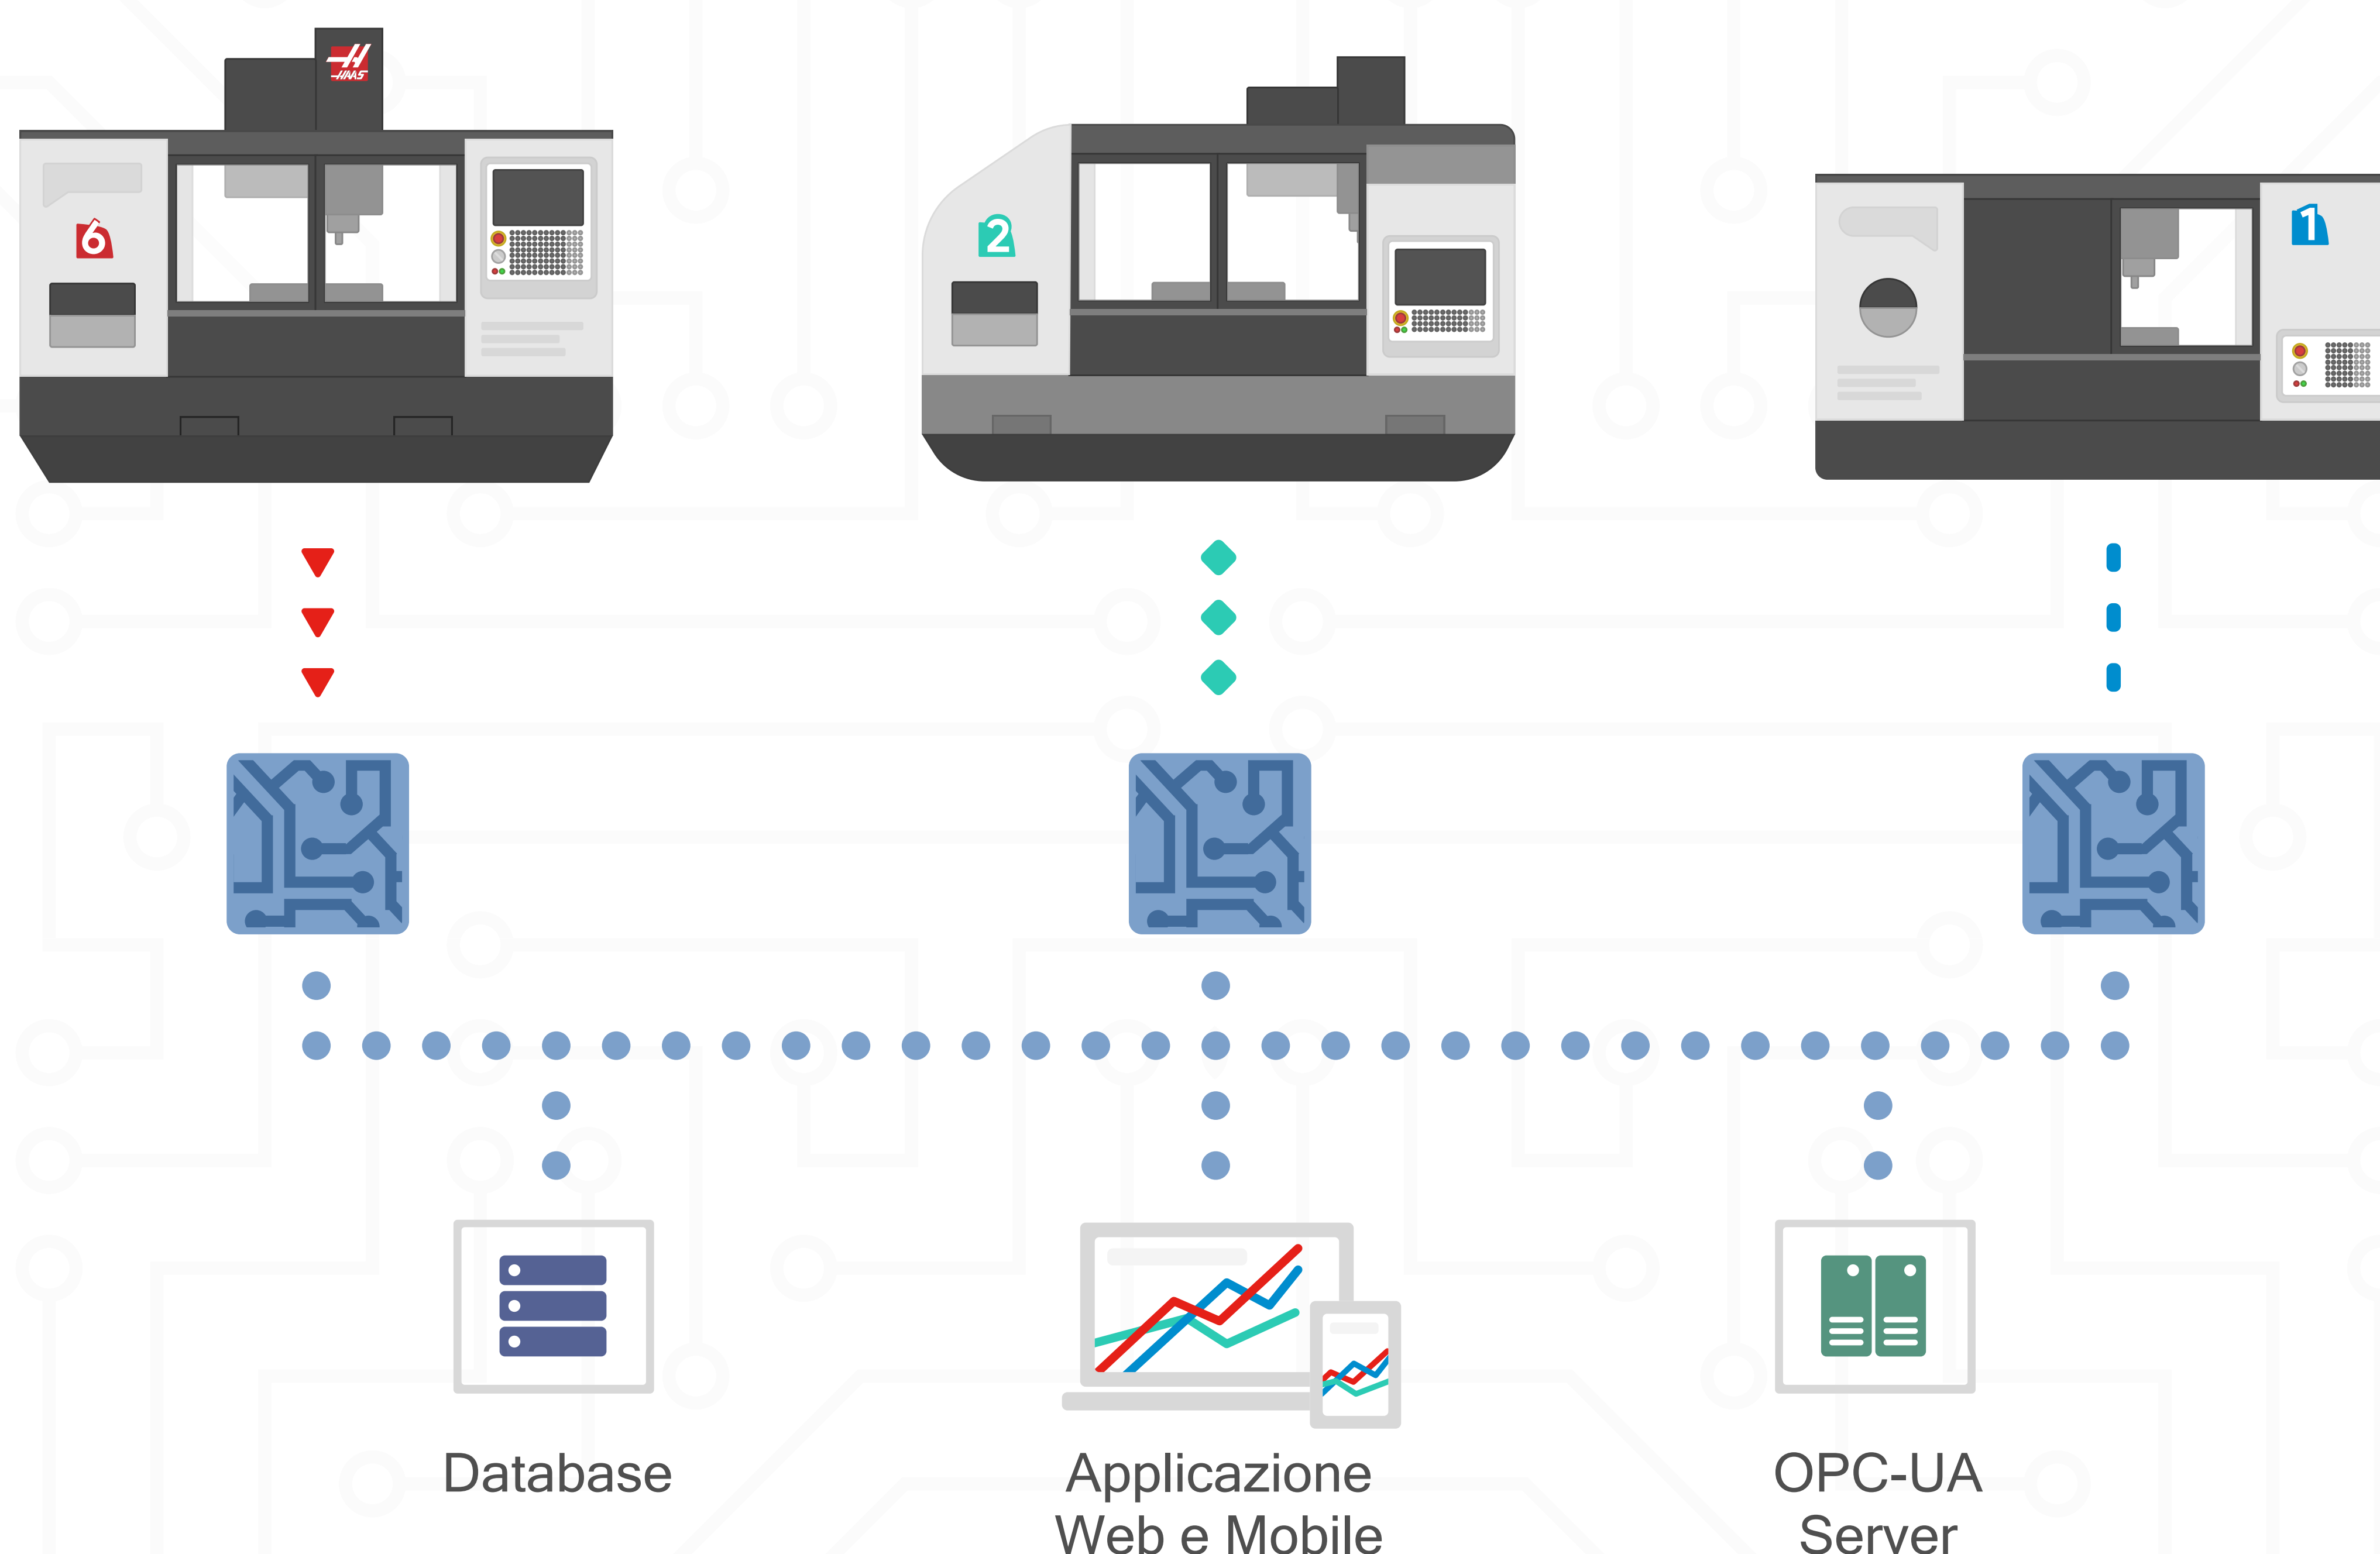 HAAS
6
2
1
Database
Applicazione
Web e Mobile
OPC-UA
Server